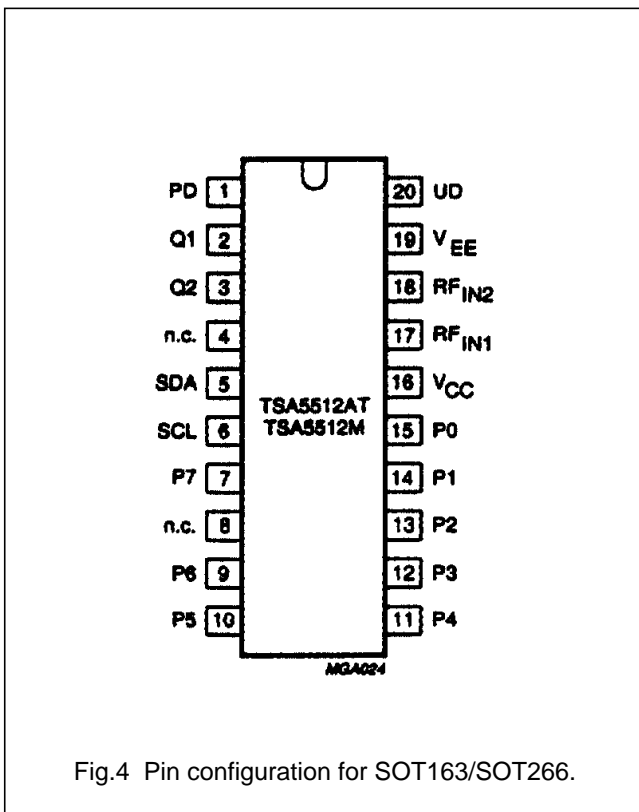 PD 1 20 UD
Q1 2 19 VEE
Q2 3 18 RFIN2
n.c. 4 17 RFIN1
SDA 5 16 VCC
TSA5512AT
TSA5512M
SCL 6 15 P0
P7 7 14 P1
n.c. 8 13 P2
P6 9 12 P3
P5 10 11 P4
MGA024
Fig.4 Pin configuration for SOT163/SOT266.